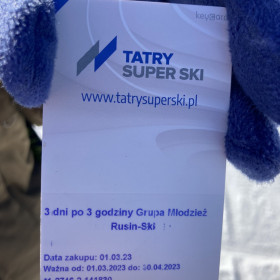 TATRY
SUPER SKI
www.tatrysuperski.pl
3 dni po 3 godziny Grupa Młodzież
Rusin-Ski
Data zakupu: 01.03.23
Ważna od: 01.03.2023 do: 30.04.2023